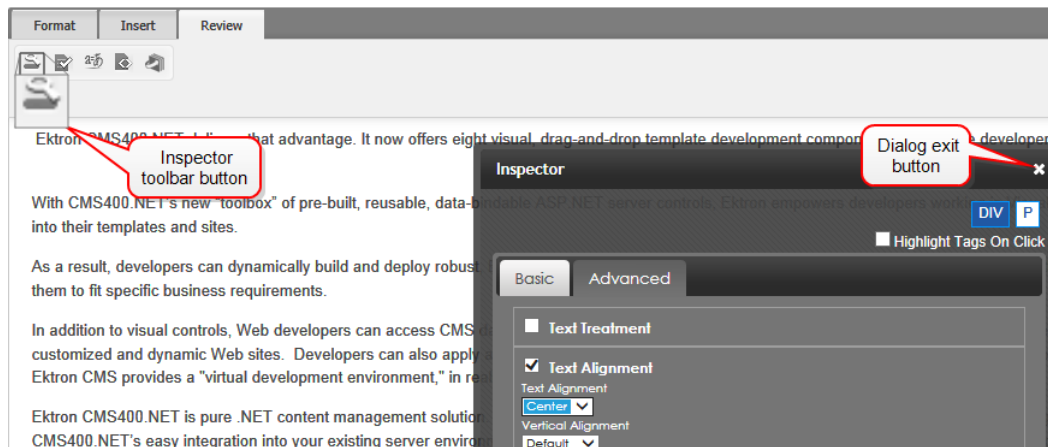 Format Insert Review
Inspector
toolbar button
Dialog exit
button
Ektron CMS400.NET that advantage. It now offers eight visual, drag-and-drop template development developer
With CMS400.NET's new "toolbox" of pre-built, reusable, data-bindable ASP.NET server controls, Ektron empowers developers
into their templates and sites.
As a result, developers can dynamically build and deploy robust
them to fit specific business requirements.
In addition to visual controls, Web developers can access CMS
customized and dynamic Web sites. Developers can also apply
Ektron CMS provides a "virtual development environment," in
Ektron CMS400.NET is pure .NET content management solution
CMS400.NET's easy integration into your existing server
Inspector
DIV P
Highlight Tags On Click
Basic Advanced
Text Treatment
Text Alignment
Text Alignment
Center
Vertical Alignment
Default